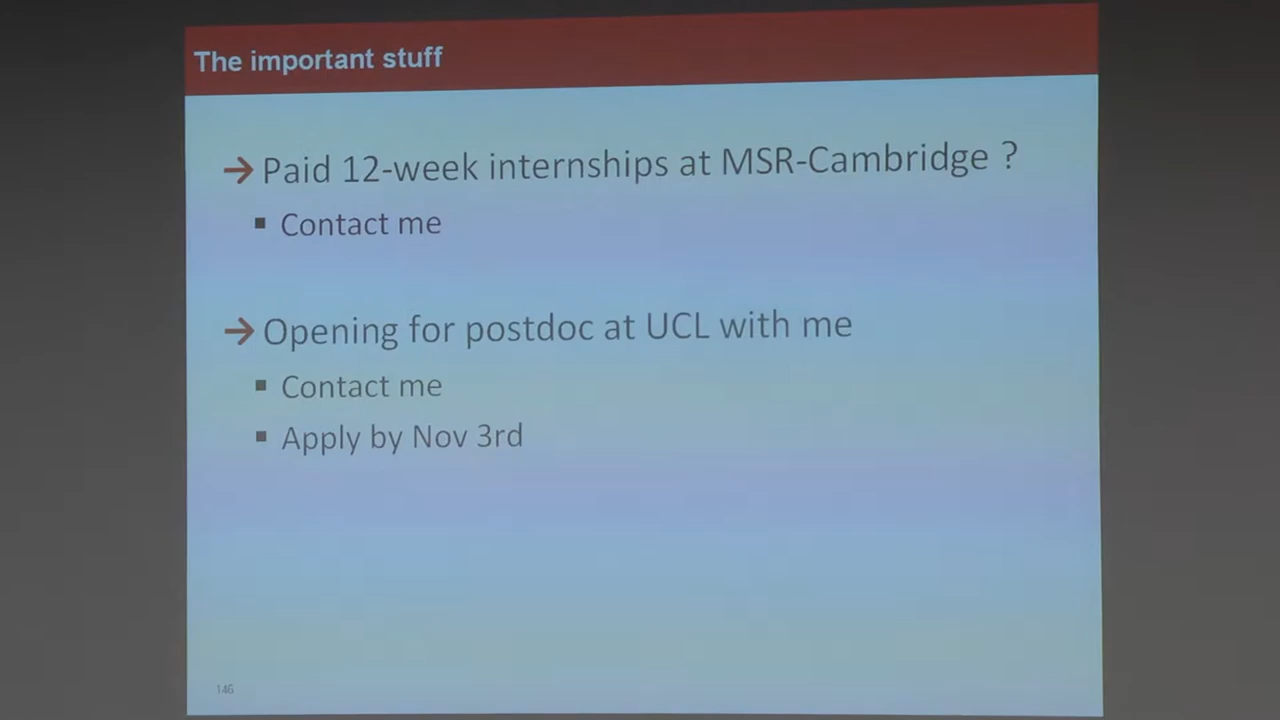 The important stuff
→ Paid 12-week internships at MSR-Cambridge ?
▪ Contact me
→ Opening for postdoc at UCL with me
▪ Contact me
▪ Apply by Nov 3rd
146